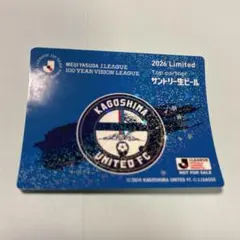 MEIJI YASUDA J.LEAGUE
100 YEAR VISION LEAGUE
2026 Limited
Top partner
サントリー生ビール
KAGOSHIMA
UNITED FC
J.LEAGUE
NOT FOR SALE
KAGOSHIMA UNITED FC
J.LEAGUE